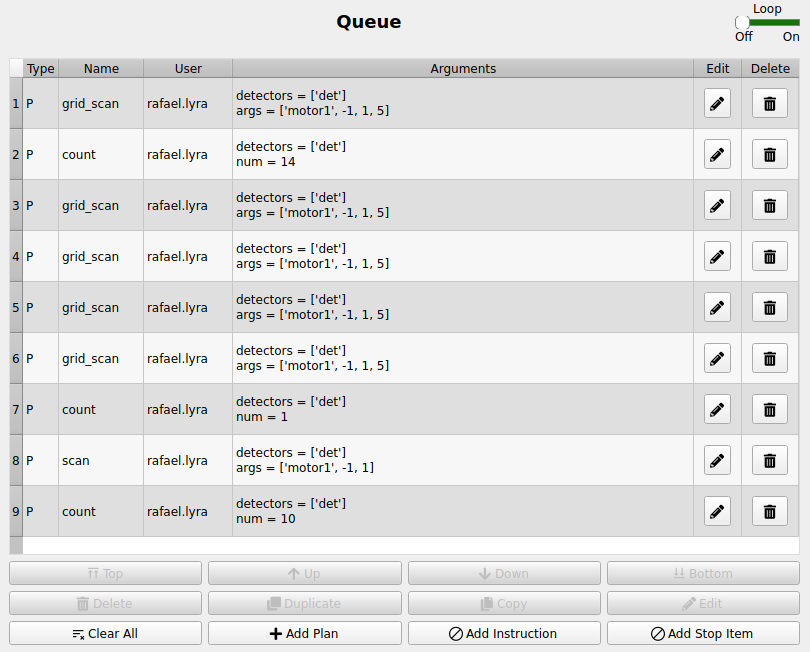 Queue
Loop
Off On
Type Name User Arguments Edit Delete
1 P grid_scan rafael.lyra detectors = ['det']
args = ['motor1', -1, 1, 5]
2 P count rafael.lyra detectors = ['det']
num = 14
3 P grid_scan rafael.lyra detectors = ['det']
args = ['motor1', -1, 1, 5]
4 P grid_scan rafael.lyra detectors = ['det']
args = ['motor1', -1, 1, 5]
5 P grid_scan rafael.lyra detectors = ['det']
args = ['motor1', -1, 1, 5]
6 P grid_scan rafael.lyra detectors = ['det']
args = ['motor1', -1, 1, 5]
7 P count rafael.lyra detectors = ['det']
num = 1
8 P scan rafael.lyra detectors = ['det']
args = ['motor1', -1, 1]
9 P count rafael.lyra detectors = ['det']
num = 10
Top Up Down Bottom
Delete Duplicate Copy Edit
Clear All Add Plan Add Instruction Add Stop Item